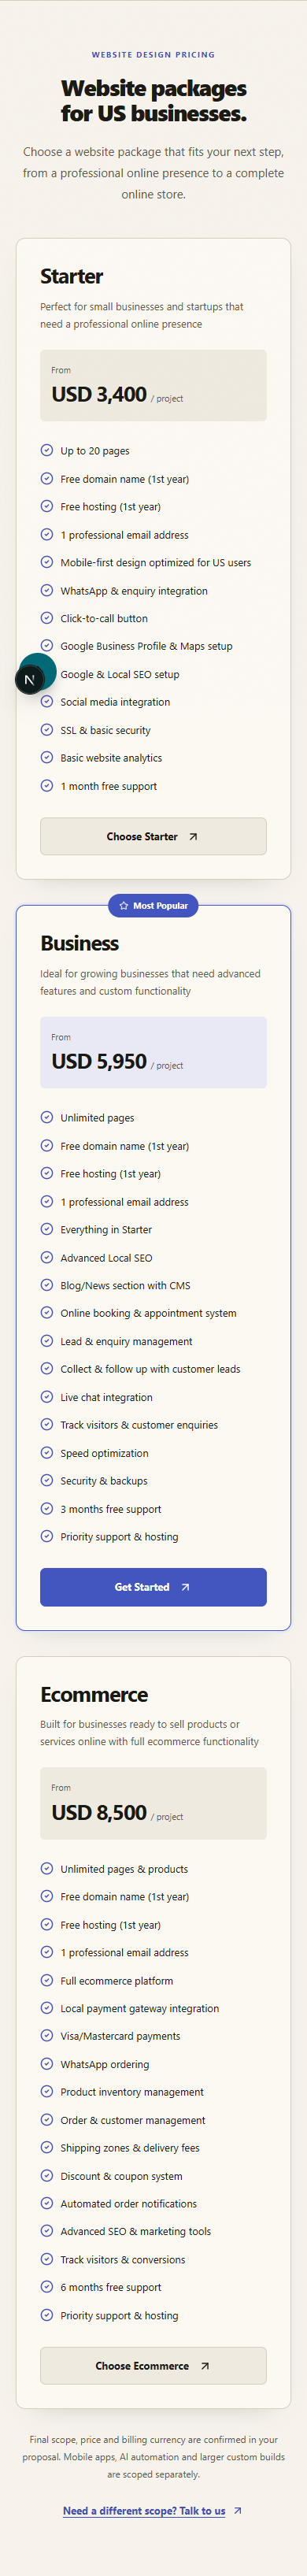 WEBSITE DESIGN PRICING
Website packages
for US businesses.
Choose a website package that fits your next step,
from a professional online presence to a complete
online store.
Starter
Perfect for small businesses and startups that
need a professional online presence
From
USD 3,400 / project
Up to 20 pages
Free domain name (1st year)
Free hosting (1st year)
1 professional email address
Mobile-first design optimized for US users
WhatsApp & enquiry integration
Click-to-call button
Google Business Profile & Maps setup
Google & Local SEO setup
N
Social media integration
SSL & basic security
Basic website analytics
1 month free support
Choose Starter
Most Popular
Business
Ideal for growing businesses that need advanced
features and custom functionality
From
USD 5,950 / project
Unlimited pages
Free domain name (1st year)
Free hosting (1st year)
1 professional email address
Everything in Starter
Advanced Local SEO
Blog/News section with CMS
Online booking & appointment system
Lead & enquiry management
Collect & follow up with customer leads
Live chat integration
Track visitors & customer enquiries
Speed optimization
Security & backups
3 months free support
Priority support & hosting
Get Started
Ecommerce
Built for businesses ready to sell products or
services online with full ecommerce functionality
From
USD 8,500 / project
Unlimited pages & products
Free domain name (1st year)
Free hosting (1st year)
1 professional email address
Full ecommerce platform
Local payment gateway integration
Visa/Mastercard payments
WhatsApp ordering
Product inventory management
Order & customer management
Shipping zones & delivery fees
Discount & coupon system
Automated order notifications
Advanced SEO & marketing tools
Track visitors & conversions
6 months free support
Priority support & hosting
Choose Ecommerce
Final scope, price and billing currency are confirmed in your
proposal. Mobile apps, AI automation and larger custom builds
are scoped separately.
Need a different scope? Talk to us